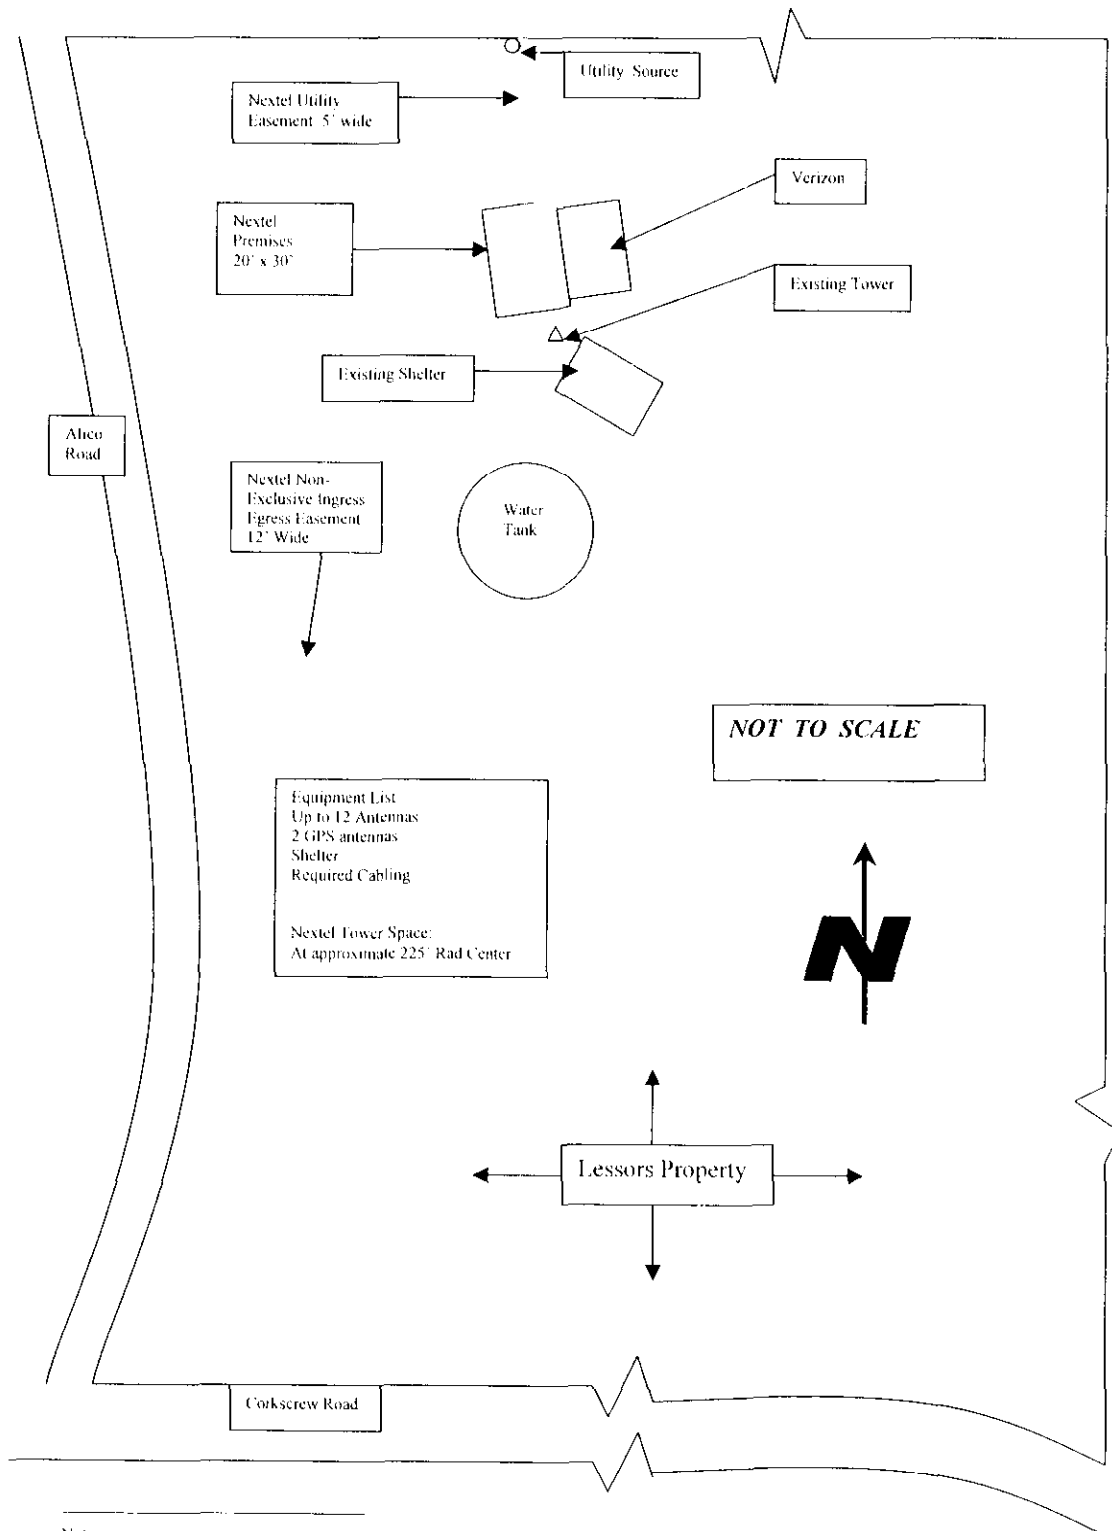 Utility Source
Nextel Utility
Easement 5' wide
Verizon
Nextel
Premises
20' x 30'
Existing Tower
Existing Shelter
Alico
Road
Nextel Non-
Exclusive Ingress
Egress Easement
12' Wide
Water
Tank
NOT TO SCALE
Equipment List
Up to 12 Antennas
2 GPS antennas
Shelter
Required Cabling
Nextel Tower Space:
At approximate 225' Rad Center
N
Lessors Property
Corkscrew Road